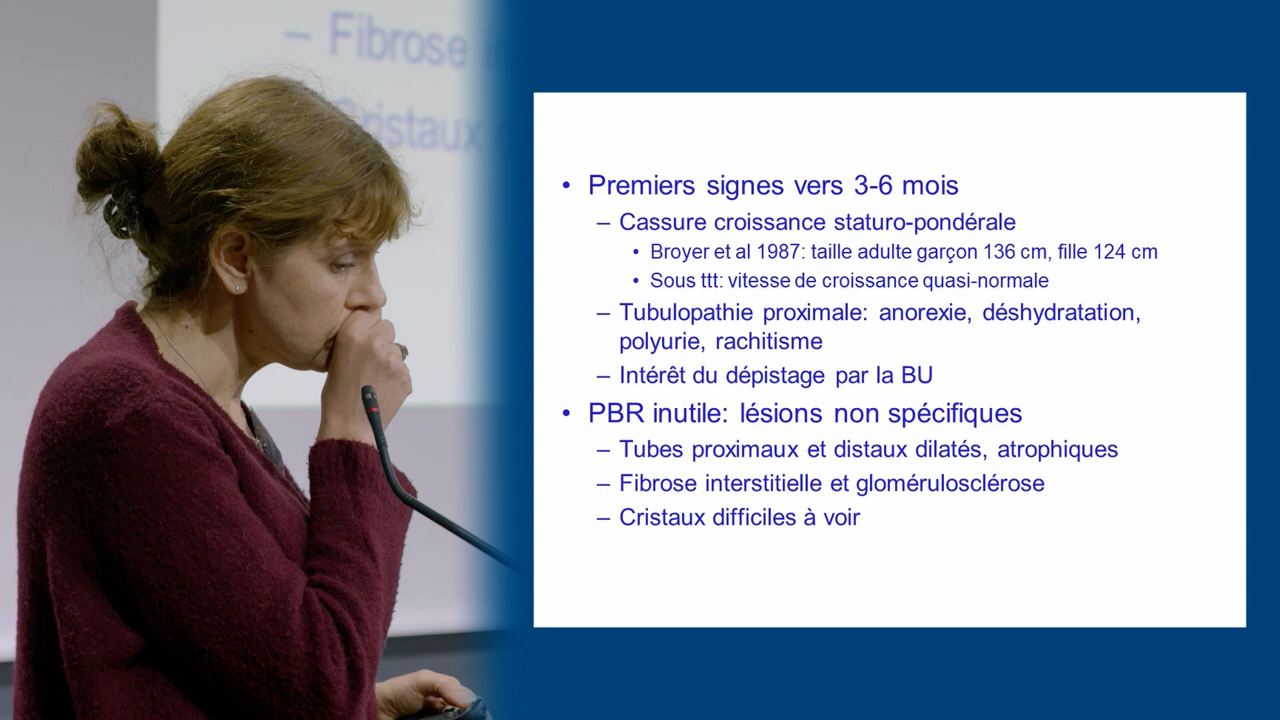 – Fibrose
Cristaux
• Premiers signes vers 3-6 mois
– Cassure croissance staturo-pondérale
• Broyer et al 1987: taille adulte garçon 136 cm, fille 124 cm
• Sous ttt: vitesse de croissance quasi-normale
– Tubulopathie proximale: anorexie, déshydratation,
polyurie, rachitisme
– Intérêt du dépistage par la BU
• PBR inutile: lésions non spécifiques
– Tubes proximaux et distaux dilatés, atrophiques
– Fibrose interstitielle et glomérulosclérose
– Cristaux difficiles à voir